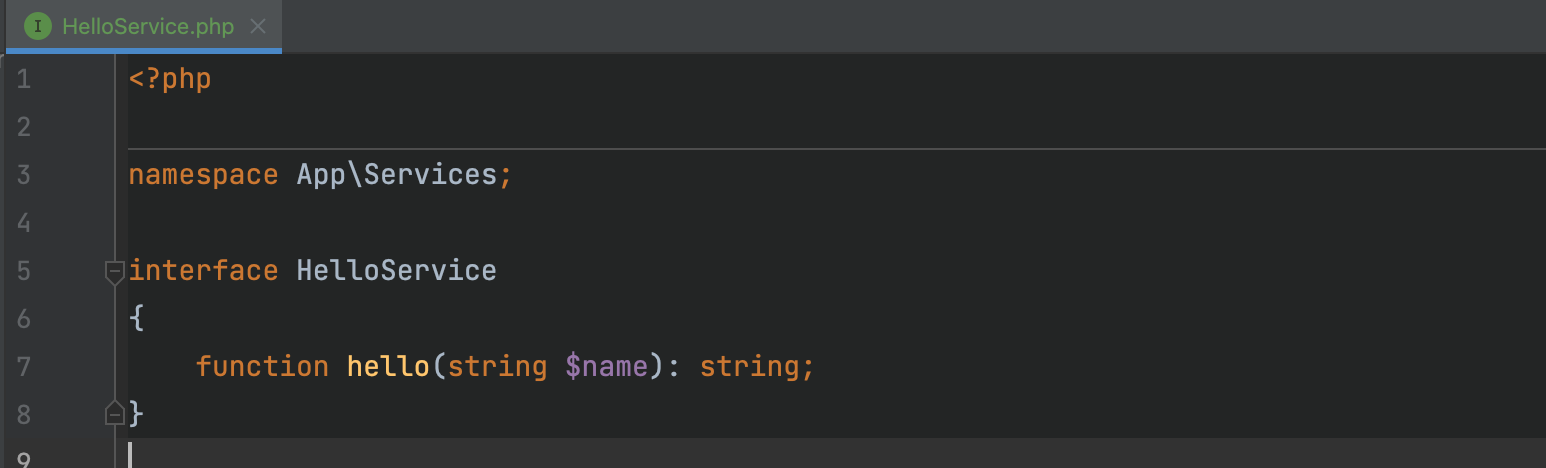 I HelloService.php
1 <?php
2
3 namespace App\Services;
4
5 interface HelloService
6 {
7     function hello(string $name): string;
8 }
9